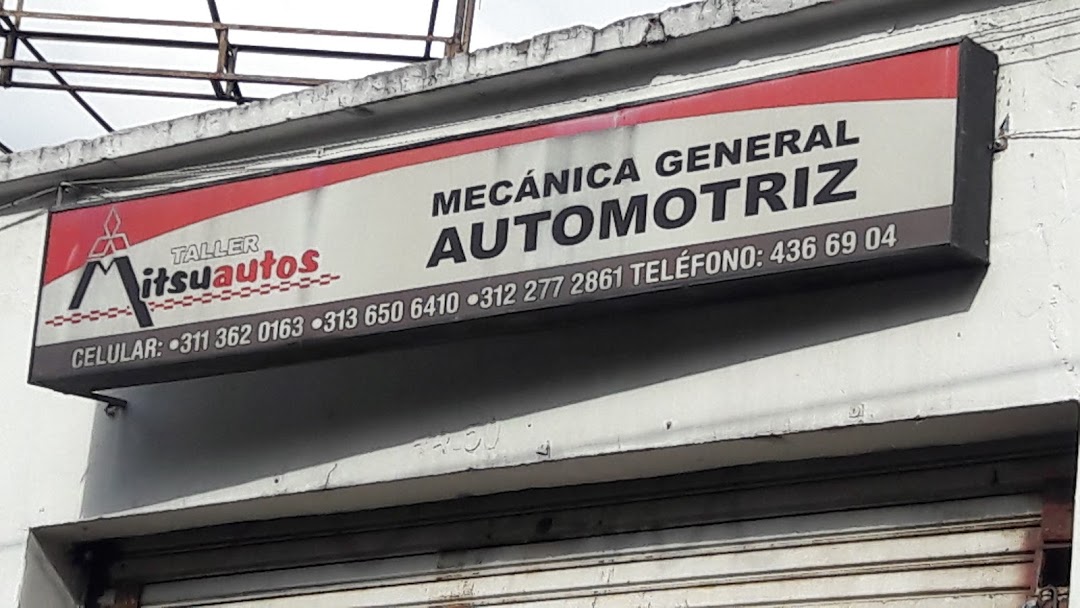 TALLER
Mitsuautos
MECÁNICA GENERAL
AUTOMOTRIZ
CELULAR: •311 362 0163 •313 650 6410 •312 277 2861 TELÉFONO: 436 69 04